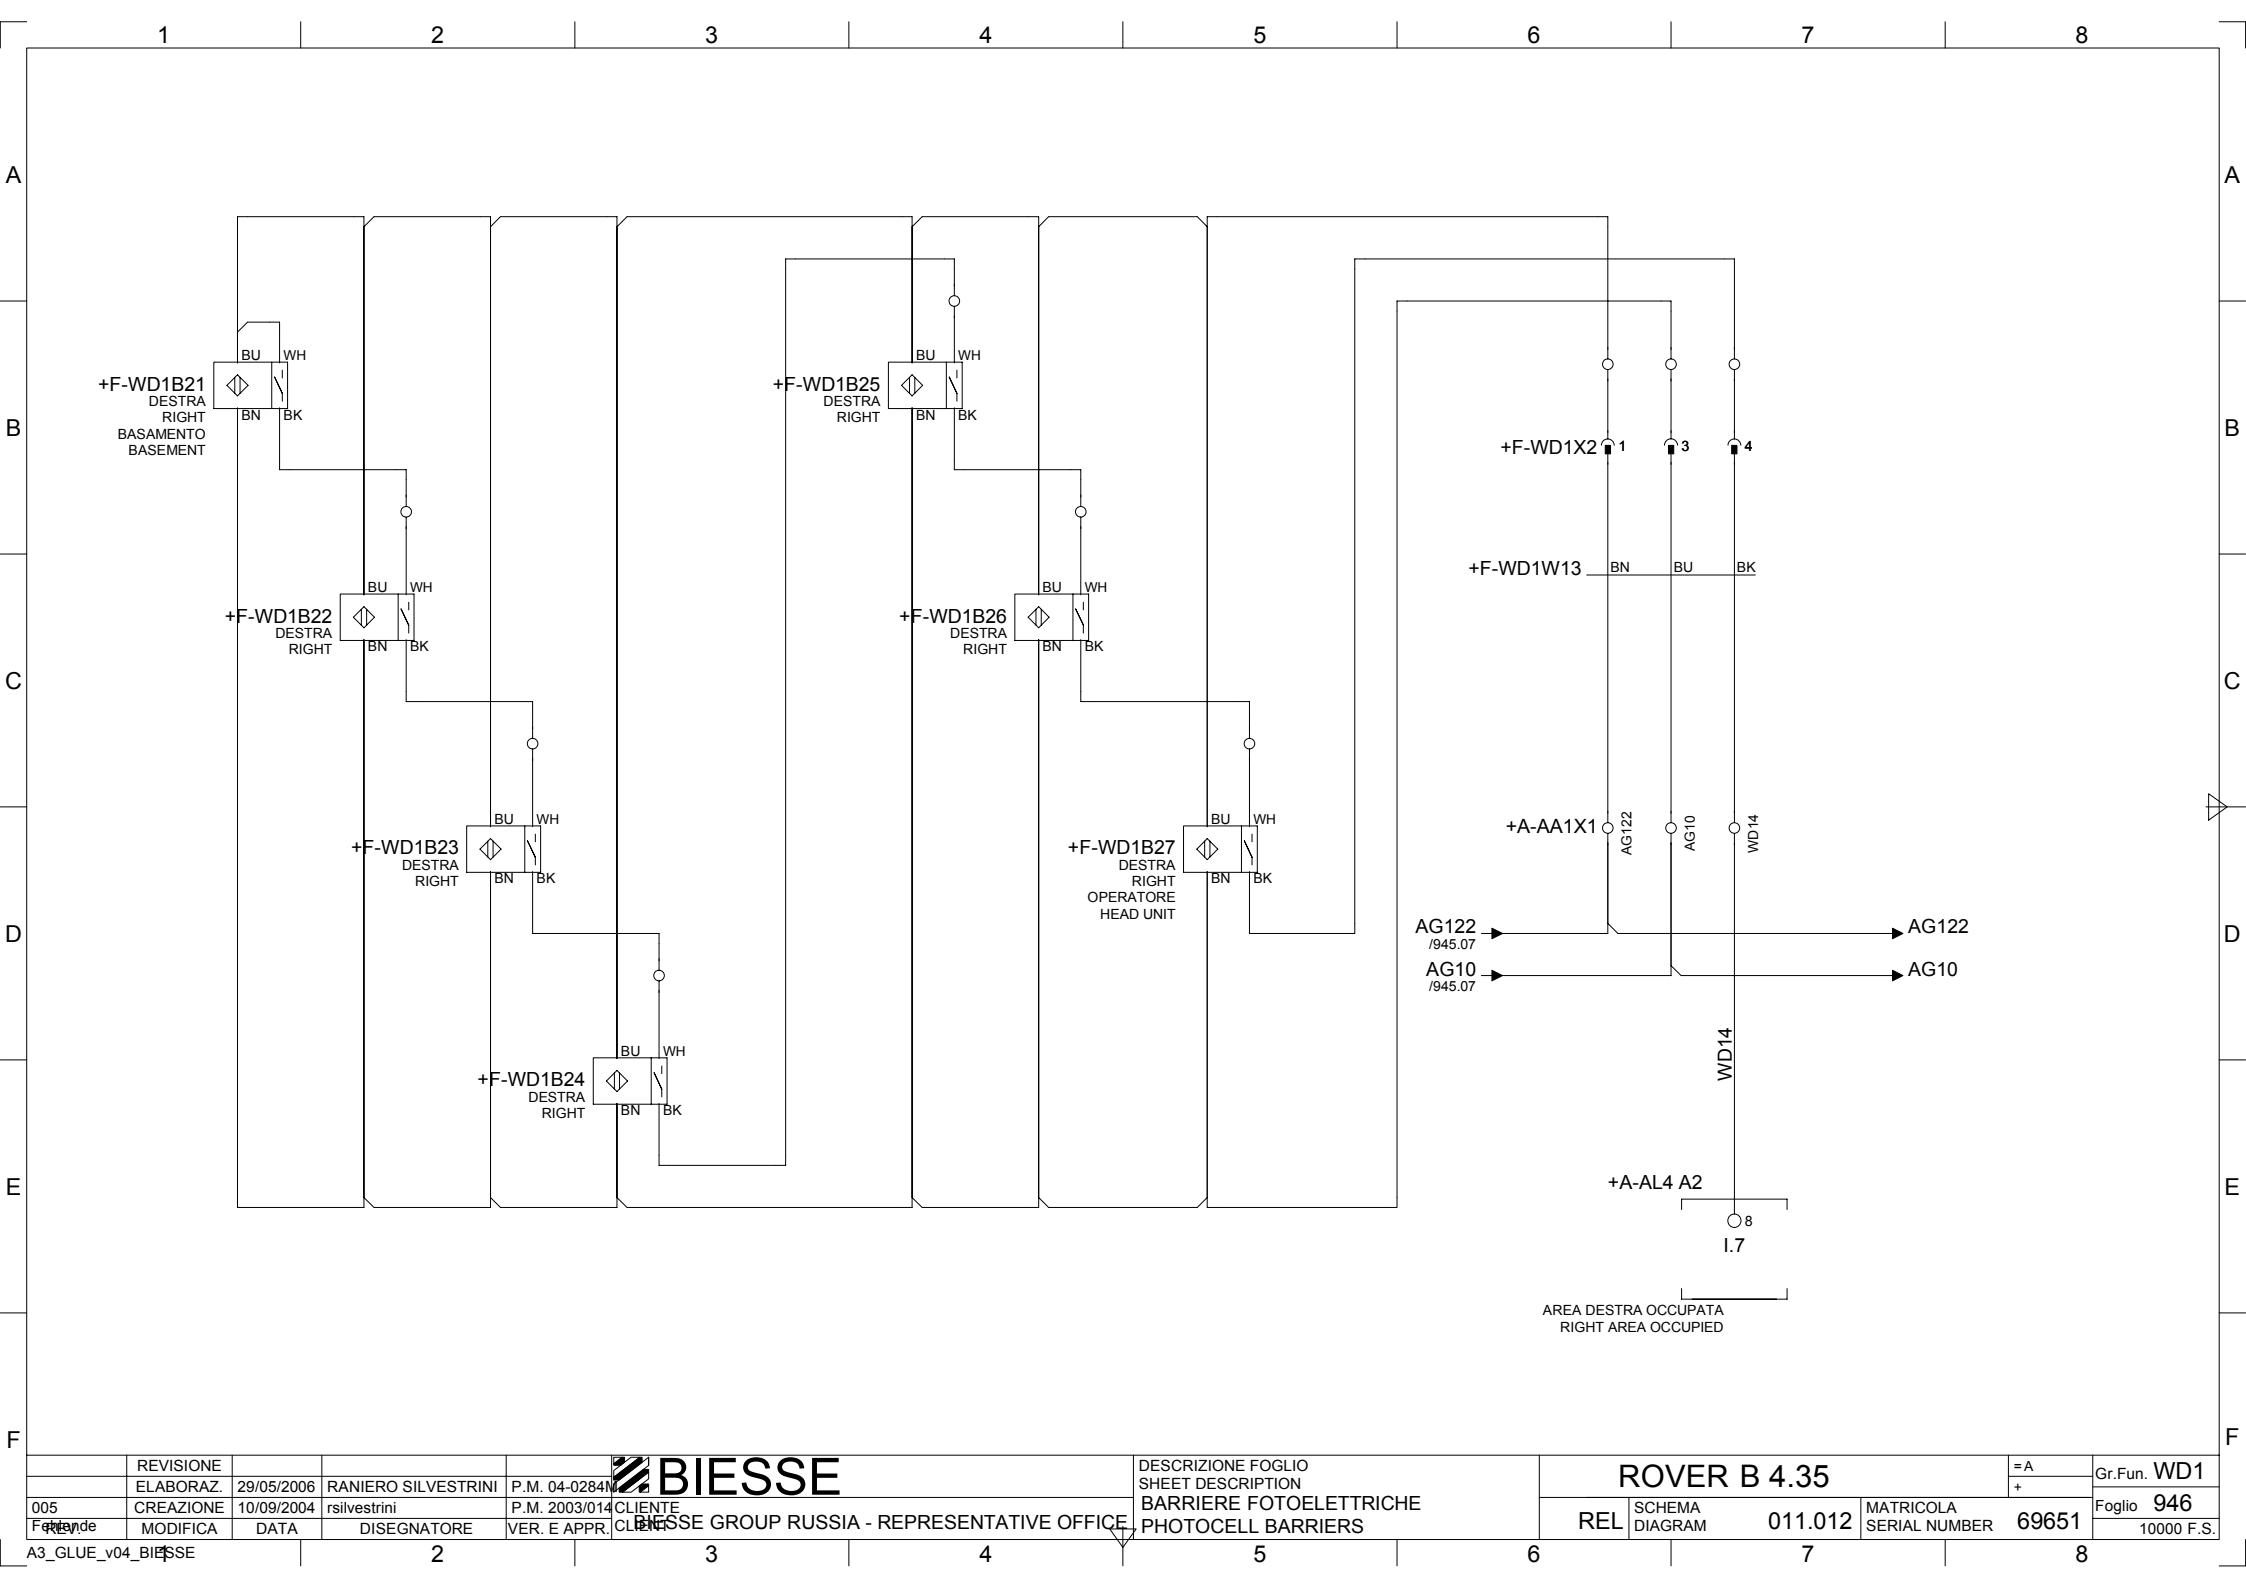 1 2 3 4 5 6 7 8
A A
BU WH
+F-WD1B21
DESTRA
RIGHT
BASAMENTO
BASEMENT
BN BK
BU WH
+F-WD1B25
DESTRA
RIGHT
BN BK
B B
+F-WD1X2 1 3 4
+F-WD1W13 BN BU BK
BU WH
+F-WD1B22
DESTRA
RIGHT
BN BK
BU WH
+F-WD1B26
DESTRA
RIGHT
BN BK
C C
BU WH
+F-WD1B23
DESTRA
RIGHT
BN BK
BU WH
+F-WD1B27
DESTRA
RIGHT
OPERATORE
HEAD UNIT
BN BK
+A-AA1X1 AG122 AG10 WD14
D D
AG122
/945.07
AG122
AG10
/945.07
AG10
WD14
BU WH
+F-WD1B24
DESTRA
RIGHT
BN BK
E E
+A-AL4 A2
8
I.7
AREA DESTRA OCCUPATA
RIGHT AREA OCCUPIED
F F
REVISIONE
ELABORAZ. 29/05/2006 RANIERO SILVESTRINI P.M. 04-0284M
005 CREAZIONE 10/09/2004 rsilvestrini P.M. 2003/014
Fehlende
REV. MODIFICA DATA DISEGNATORE VER. E APPR.
BIESSE
CLIENTE
CLIENT
BIESSE GROUP RUSSIA - REPRESENTATIVE OFFICE
DESCRIZIONE FOGLIO
SHEET DESCRIPTION
BARRIERE FOTOELETTRICHE
PHOTOCELL BARRIERS
ROVER B 4.35
REL
SCHEMA
DIAGRAM
011.012
MATRICOLA
SERIAL NUMBER
69651
=A
+
Gr.Fun. WD1
Foglio 946
10000 F.S.
A3_GLUE_v04_BIESSE
1 2 3 4 5 6 7 8